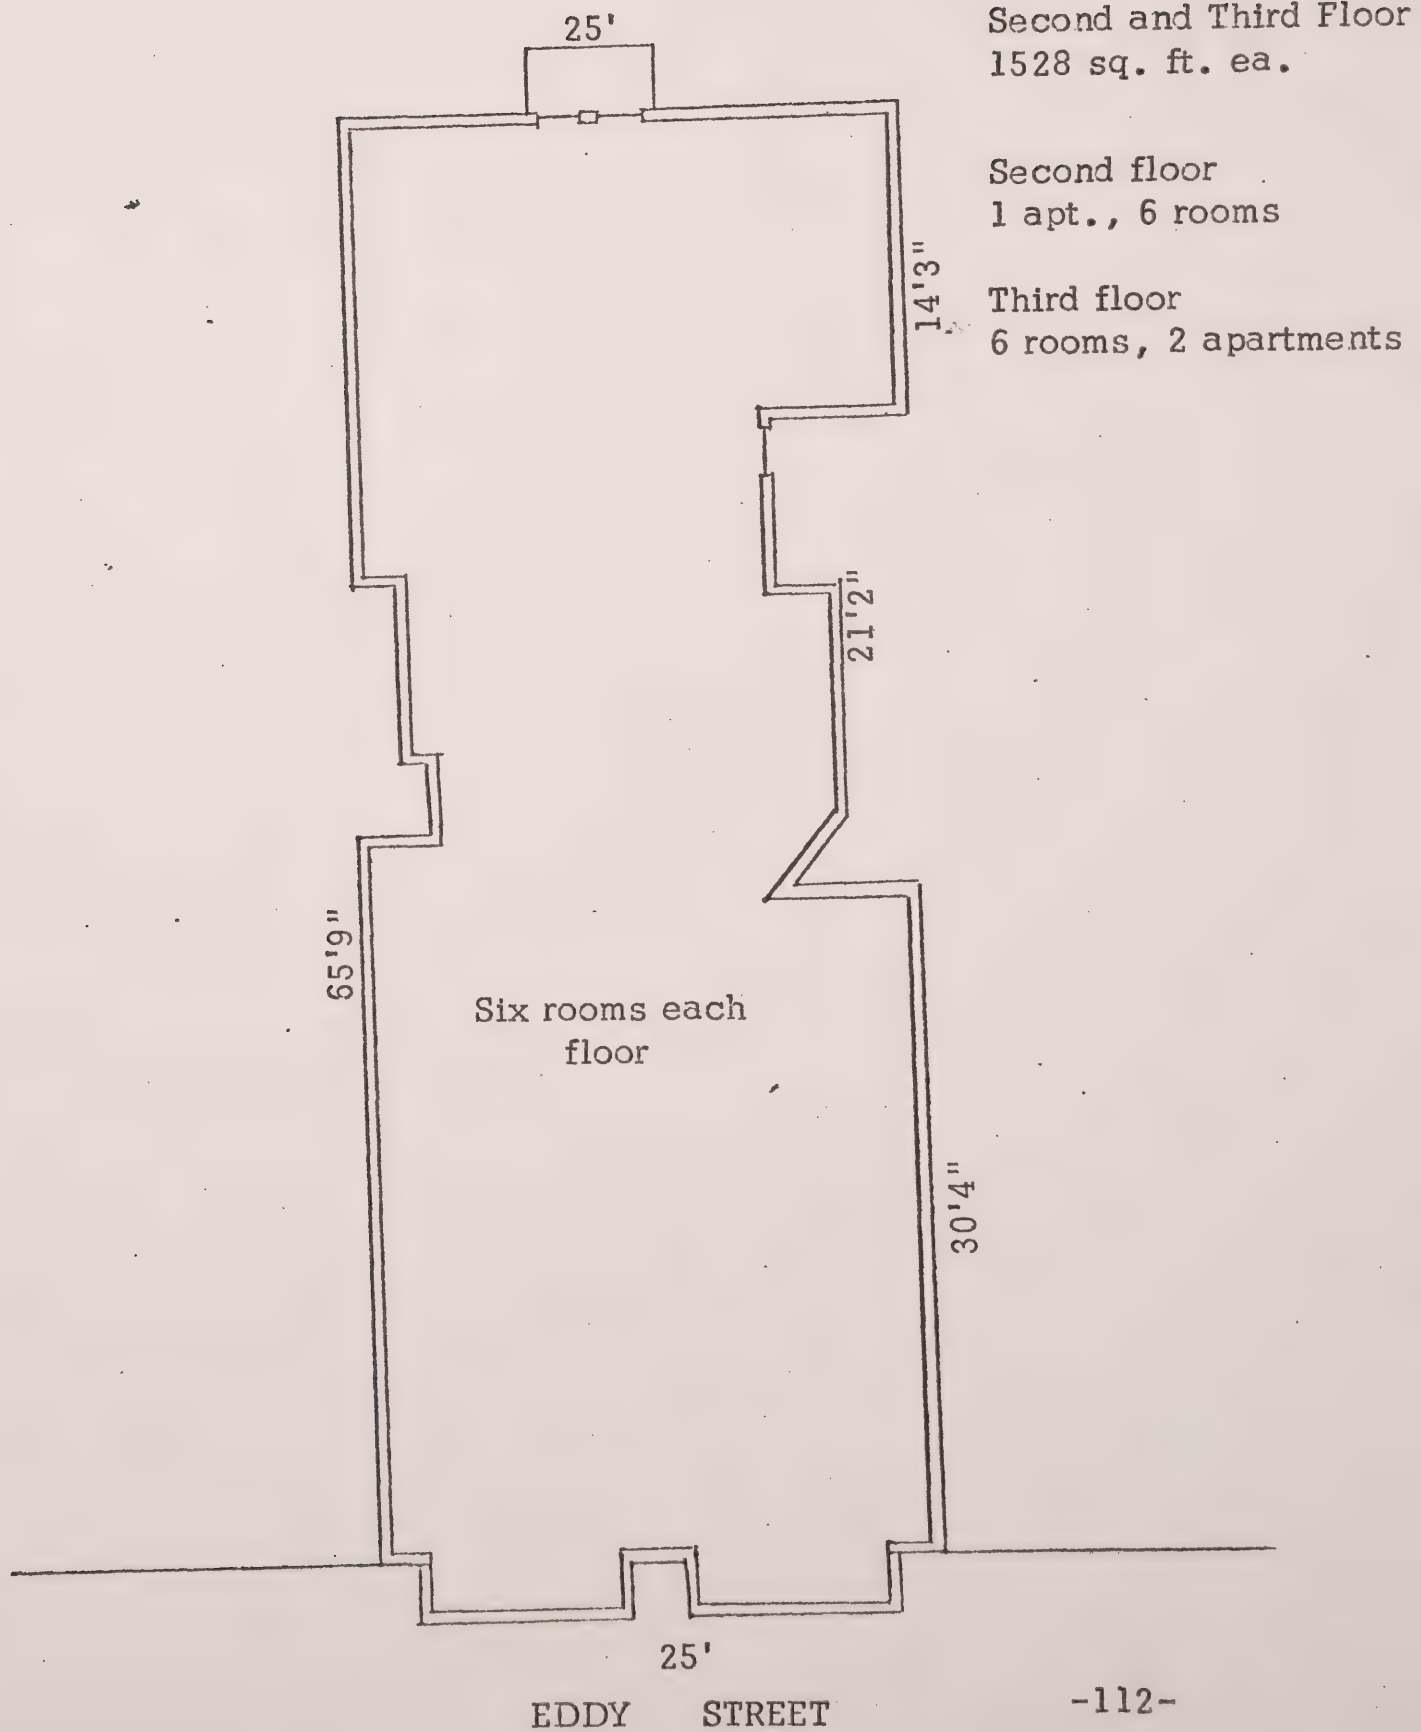 25'
Second and Third Floor
1528 sq. ft. ea.
Second floor
1 apt., 6 rooms
14'3"
Third floor
6 rooms, 2 apartments
21'2"
65'9"
Six rooms each
floor
30'4"
25'
EDDY STREET
-112-